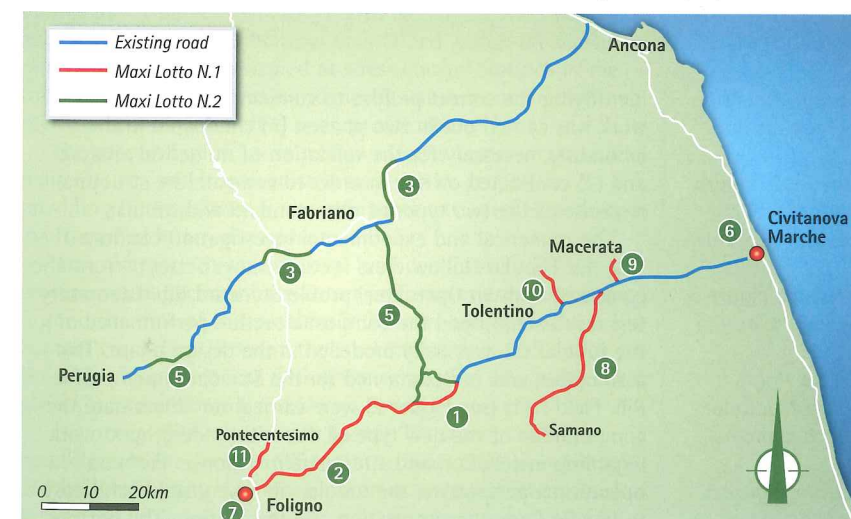 Existing road
Maxi Lotto N.1
Maxi Lotto N.2
Ancona
3
Fabriano
6
Civitanova
Marche
Macerata
9
3
10
Tolentino
5
Perugia
5
8
1
Samano
Pontecentesimo
11
2
0 10 20km
7
Foligno